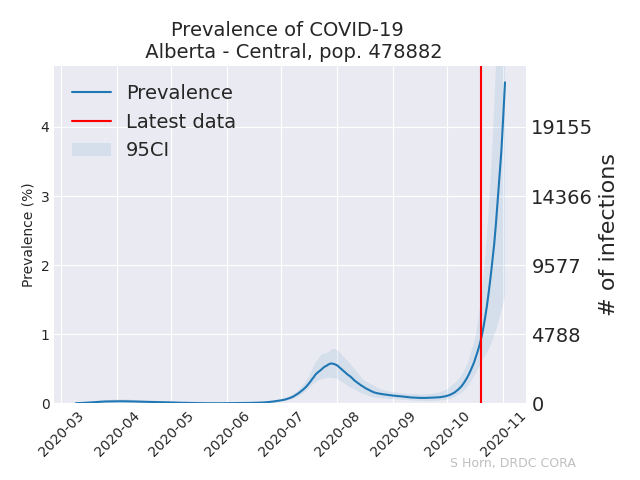 Prevalence of COVID-19
Alberta - Central, pop. 478882
Prevalence
Latest data
95CI
Prevalence (%)
4
3
2
1
0
19155
14366
9577
4788
0
# of infections
2020-03
2020-04
2020-05
2020-06
2020-07
2020-08
2020-09
2020-10
2020-11
S Horn, DRDC CORA